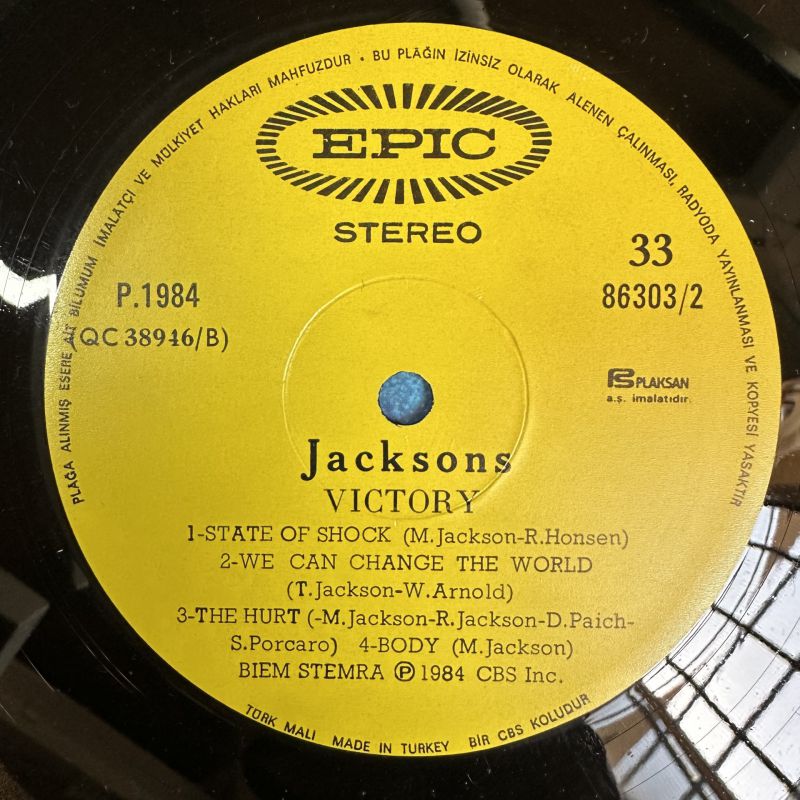 PLAĞA ALINMIŞ ESERE AİT BİLUMUM İMALATÇI VE MÜLKİYET HAKLARI MAHFUZDUR • BU PLAĞIN İZİNSİZ OLARAK ALENEN ÇALINMASI, RADYODA YAYINLANMASI VE KOPYESİ YASAKTIR
EPIC
STEREO
33
P.1984
86303/2
(QC 38946/B)
PS PLAKSAN
a.ş. imalatıdır.
Jacksons
VICTORY
1-STATE OF SHOCK (M.Jackson-R.Honsen)
2-WE CAN CHANGE THE WORLD
(T.Jackson-W.Arnold)
3-THE HURT (-M.Jackson-R.Jackson-D.Paich-
S.Porcaro) 4-BODY (M.Jackson)
BIEM STEMRA ℗ 1984 CBS Inc.
TÜRK MALI MADE IN TURKEY BİR CBS KOLUDUR